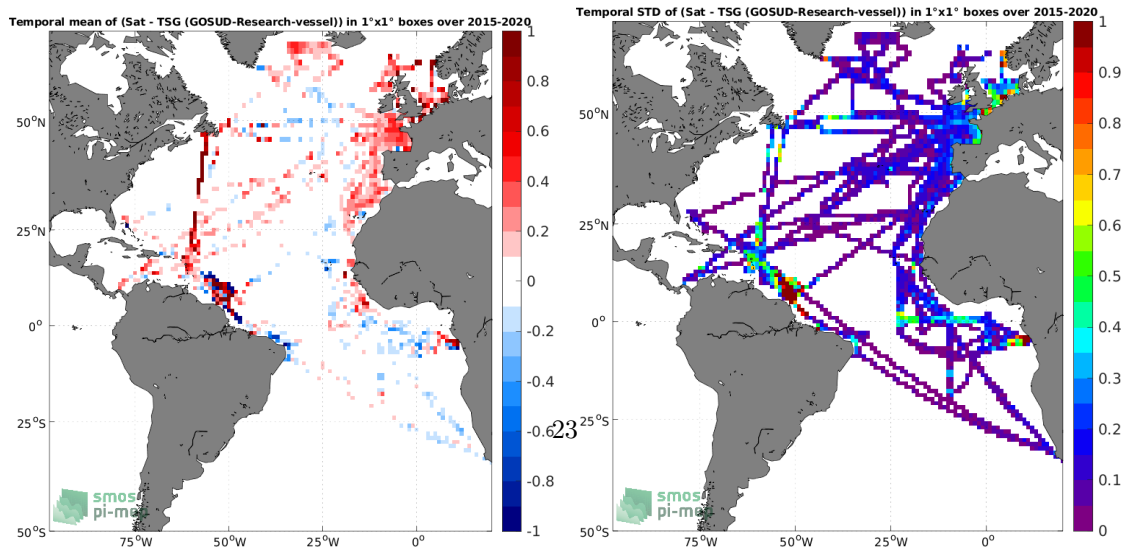 Temporal mean of (Sat - TSG (GOSUD-Research-vessel)) in 1°x1° boxes over 2015-2020
50°N
25°N
0°
25°S
50°S
75°W
50°W
25°W
0°
1
0.8
0.6
0.4
0.2
0
-0.2
-0.4
-0.6
-0.8
-1
smos
pi-me
23
Temporal STD of (Sat - TSG (GOSUD-Research-vessel)) in 1°x1° boxes over 2015-2020
50°N
25°N
0°
25°S
50°S
75°W
50°W
25°W
0°
1
0.9
0.8
0.7
0.6
0.5
0.4
0.3
0.2
0.1
0
smos
pi-mep